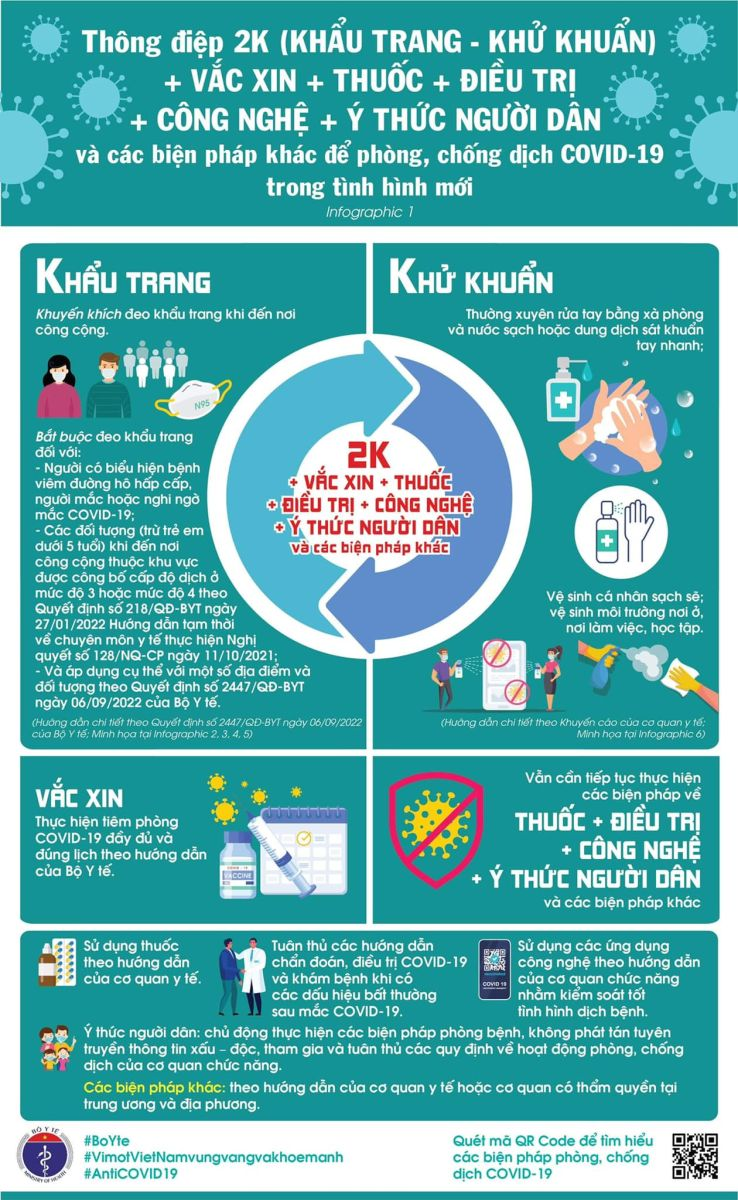 Thông điệp 2K (KHẨU TRANG - KHỬ KHUẨN)
+ VẮC XIN + THUỐC + ĐIỀU TRỊ
+ CÔNG NGHỆ + Ý THỨC NGƯỜI DÂN
và các biện pháp khác để phòng, chống dịch COVID-19
trong tình hình mới
Infographic 1
KHẨU TRANG
Khuyến khích đeo khẩu trang khi đến nơi
công cộng.
N95
Bắt buộc đeo khẩu trang
đối với:
- Người có biểu hiện bệnh
viêm đường hô hấp cấp,
người mắc hoặc nghi ngờ
mắc COVID-19;
- Các đối tượng (trừ trẻ em
dưới 5 tuổi) khi đến nơi
công cộng thuộc khu vực
được công bố cấp độ dịch ở
mức độ 3 hoặc mức độ 4 theo
Quyết định số 218/QĐ-BYT ngày
27/01/2022 Hướng dẫn tạm thời
về chuyên môn y tế thực hiện Nghị
quyết số 128/NQ-CP ngày 11/10/2021;
- Và áp dụng cụ thể với một số địa điểm và
đối tượng theo Quyết định số 2447/QĐ-BYT
ngày 06/09/2022 của Bộ Y tế.
(Hướng dẫn chi tiết theo Quyết định số 2447/QĐ-BYT ngày 06/09/2022
của Bộ Y tế; Minh họa tại Infographic 2, 3, 4, 5)
2K
+ VẮC XIN + THUỐC
+ ĐIỀU TRỊ + CÔNG NGHỆ
+ Ý THỨC NGƯỜI DÂN
và các biện pháp khác
KHỬ KHUẨN
Thường xuyên rửa tay bằng xà phòng
và nước sạch hoặc dung dịch sát khuẩn
tay nhanh;
Vệ sinh cá nhân sạch sẽ;
vệ sinh môi trường nơi ở,
nơi làm việc, học tập.
(Hướng dẫn chi tiết theo Khuyến cáo của cơ quan y tế;
Minh họa tại Infographic 6)
VẮC XIN
Thực hiện tiêm phòng
COVID-19 đầy đủ và
đúng lịch theo hướng dẫn
của Bộ Y tế.
COVID - 19
VACCINE
Vẫn cần tiếp tục thực hiện
các biện pháp về
THUỐC + ĐIỀU TRỊ
+ CÔNG NGHỆ
+ Ý THỨC NGƯỜI DÂN
và các biện pháp khác
Sử dụng thuốc
theo hướng dẫn
của cơ quan y tế.
Tuân thủ các hướng dẫn
chẩn đoán, điều trị COVID-19
và khám bệnh khi có
các dấu hiệu bất thường
sau mắc COVID-19.
COVID 19
Sử dụng các ứng dụng
công nghệ theo hướng dẫn
của cơ quan chức năng
nhằm kiểm soát tốt
tình hình dịch bệnh.
Ý thức người dân: chủ động thực hiện các biện pháp phòng bệnh, không phát tán tuyên
truyền thông tin xấu – độc, tham gia và tuân thủ các quy định về hoạt động phòng, chống
dịch của cơ quan chức năng.
Các biện pháp khác: theo hướng dẫn của cơ quan y tế hoặc cơ quan có thẩm quyền tại
trung ương và địa phương.
BỘ Y TẾ
MINISTRY OF HEALTH
#BoYte
#VimotVietNamvungvangvakhoemanh
#AntiCOVID19
Quét mã QR Code để tìm hiểu
các biện pháp phòng, chống
dịch COVID-19